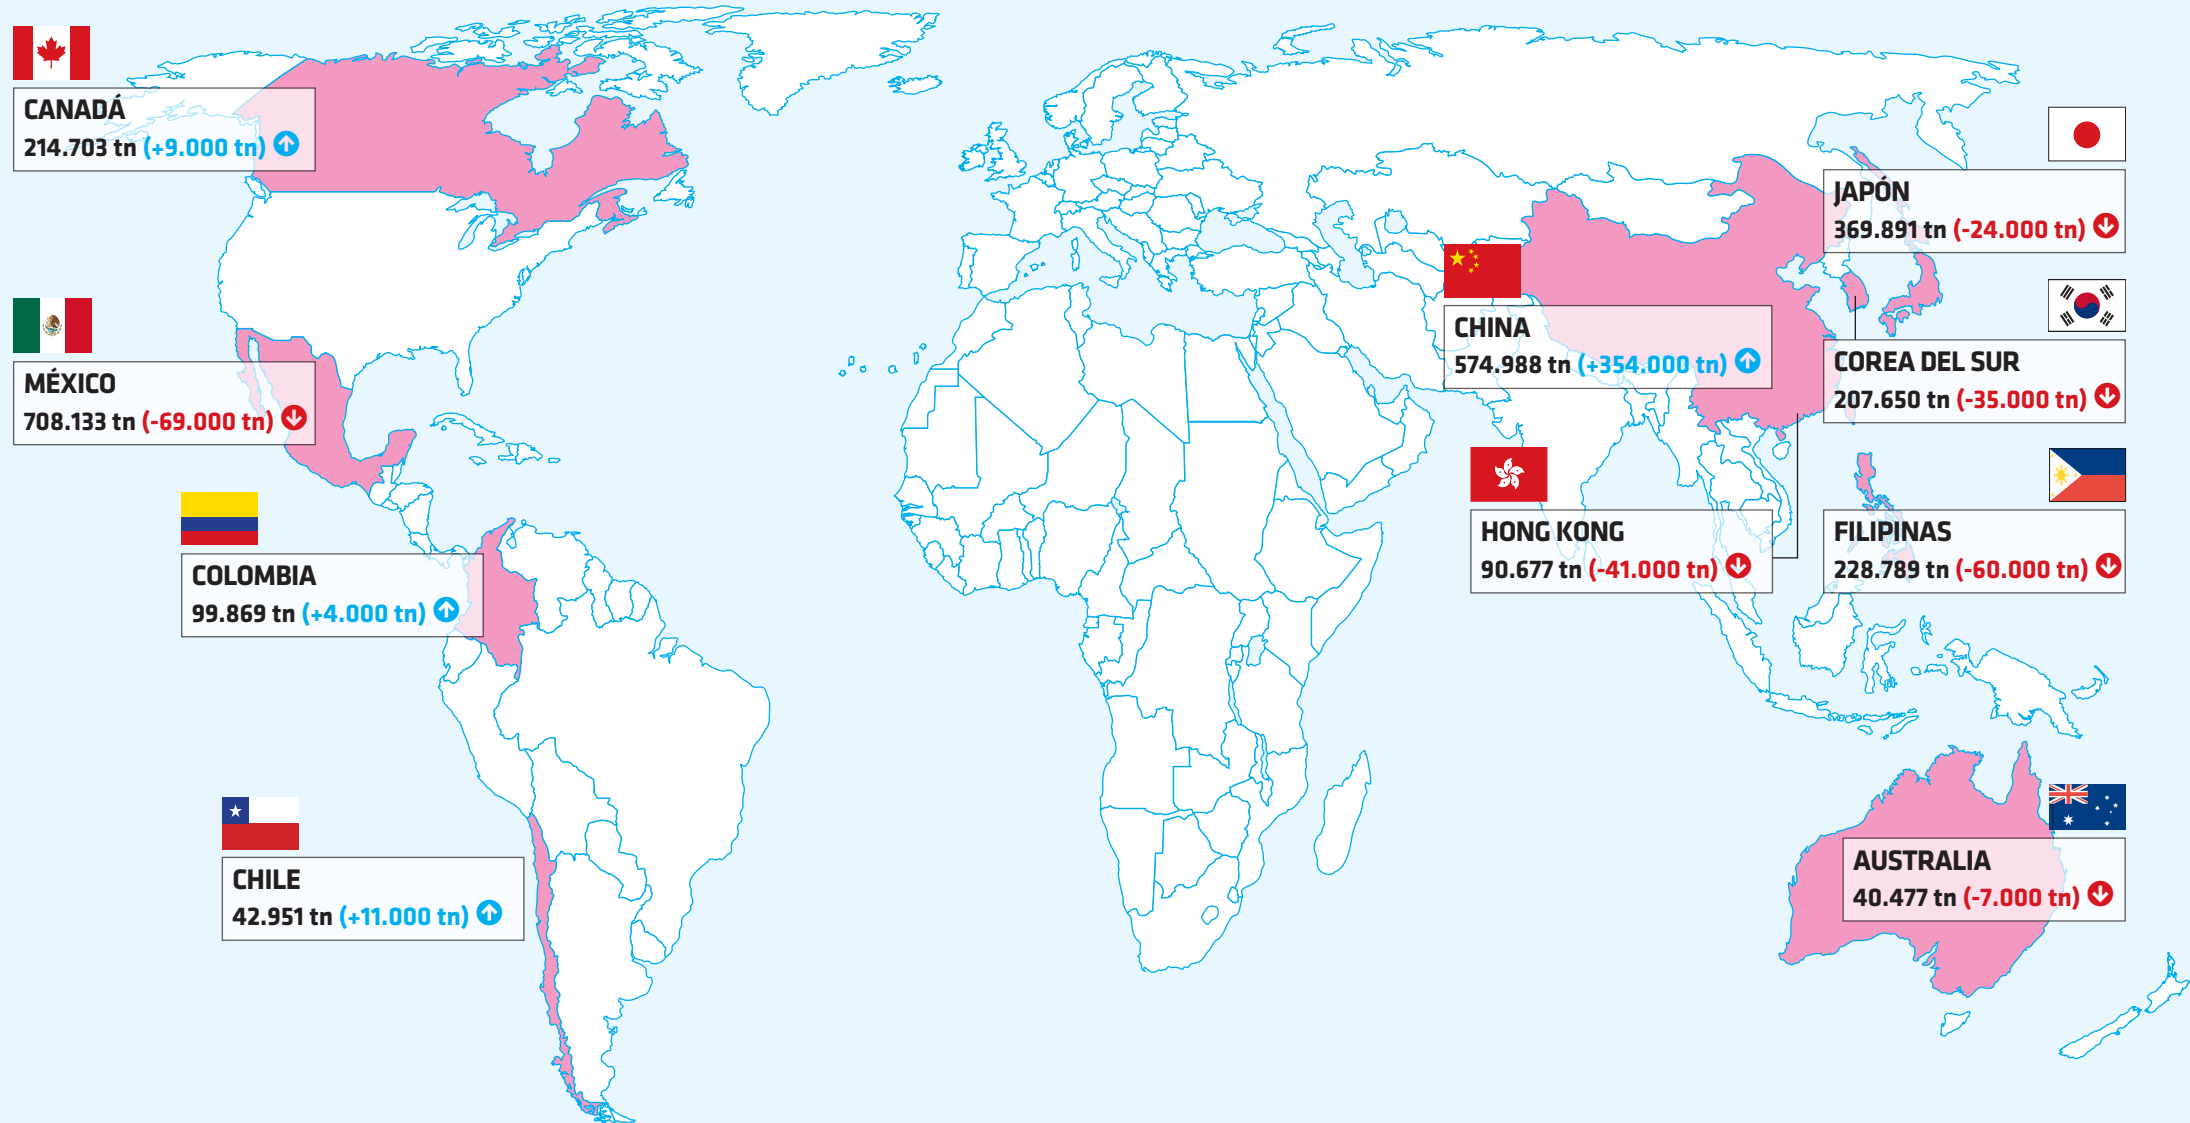 CANADÁ
214.703 tn (+9.000 tn)
MÉXICO
708.133 tn (-69.000 tn)
COLOMBIA
99.869 tn (+4.000 tn)
CHILE
42.951 tn (+11.000 tn)
CHINA
574.988 tn (+354.000 tn)
HONG KONG
90.677 tn (-41.000 tn)
JAPÓN
369.891 tn (-24.000 tn)
COREA DEL SUR
207.650 tn (-35.000 tn)
FILIPINAS
228.789 tn (-60.000 tn)
AUSTRALIA
40.477 tn (-7.000 tn)